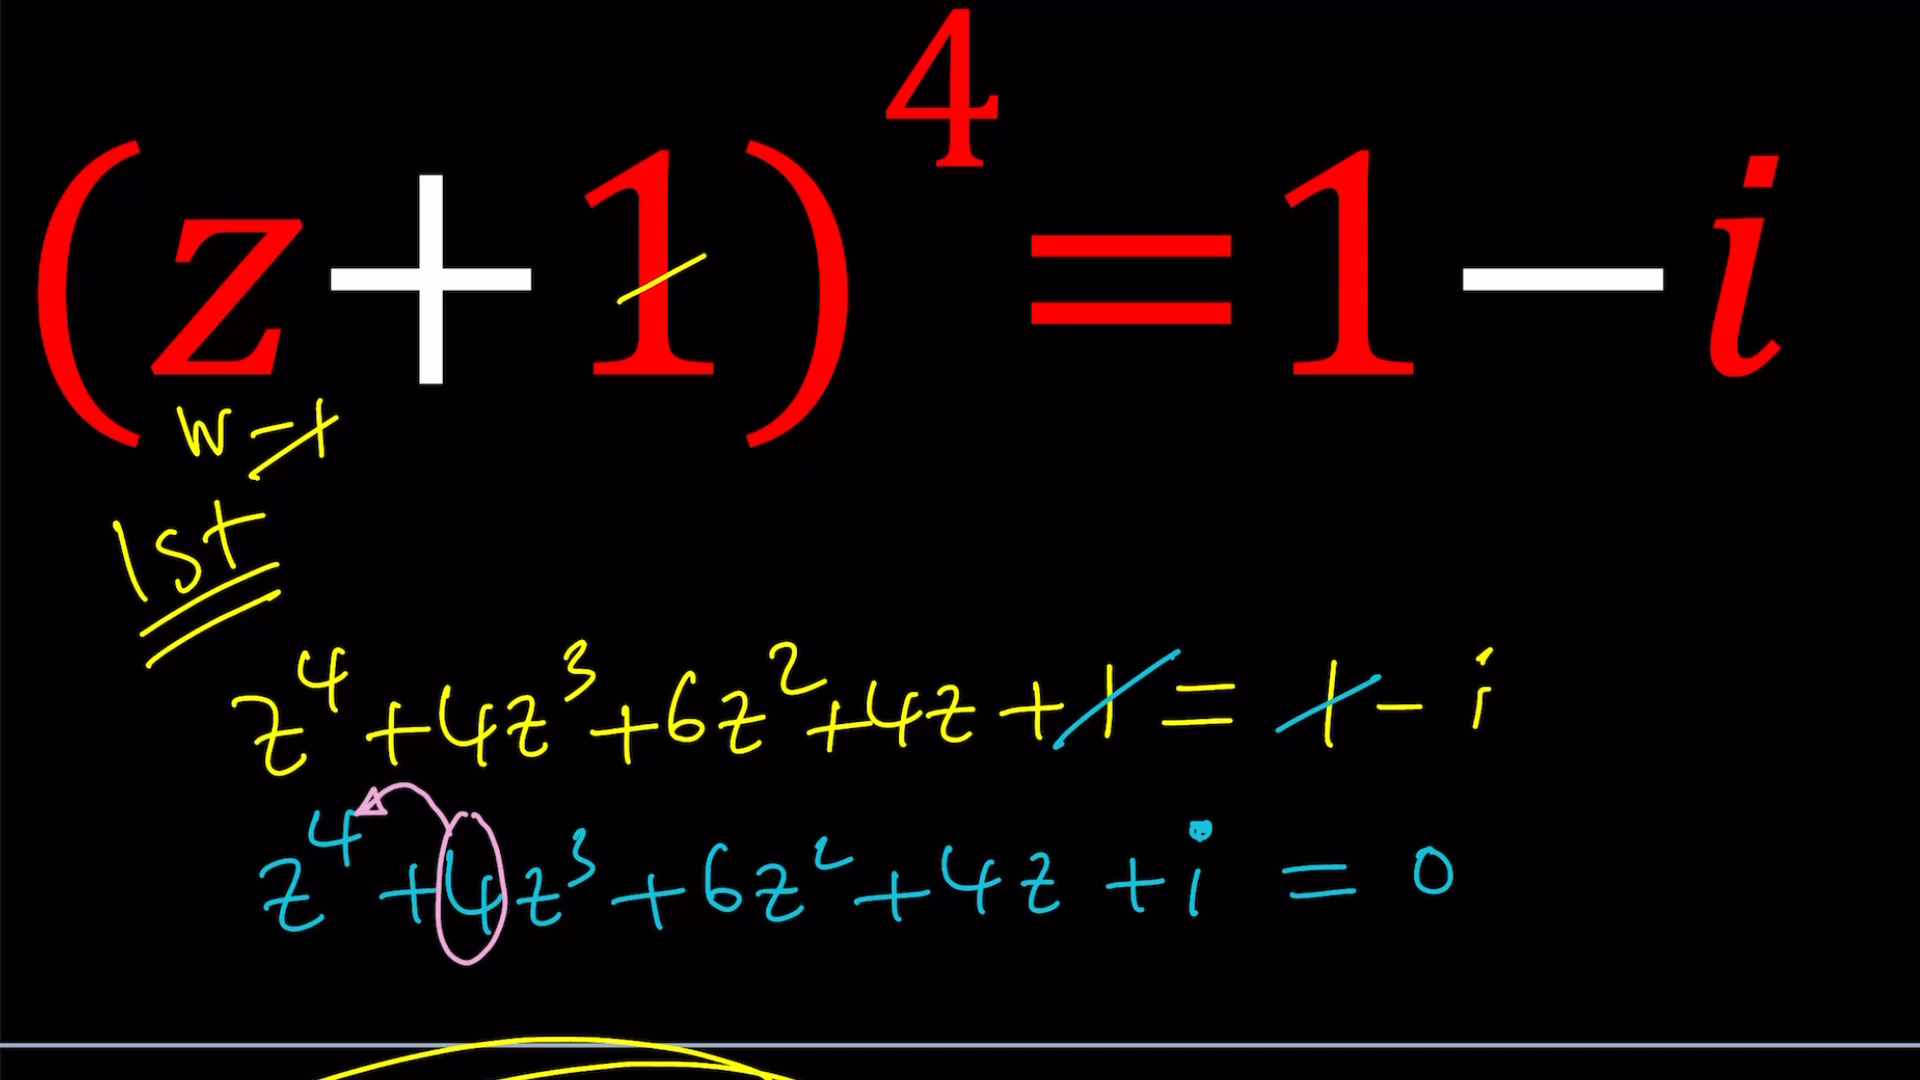 (z+1)⁴=1−i
w−1
1st
z⁴+4z³+6z²+4z+1=1−i
z⁴+4z³+6z²+4z+i=0